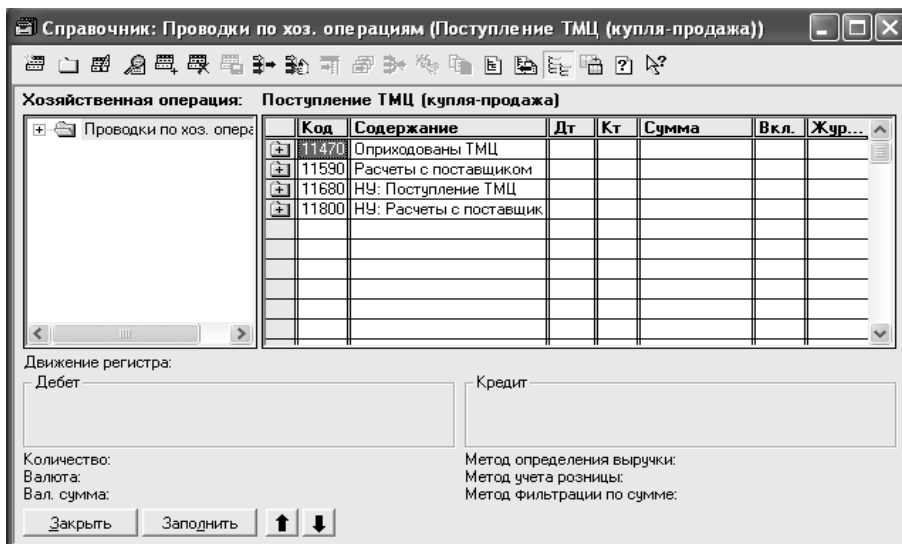 Справочник: Проводки по хоз. операциям (Поступление ТМЦ (купля-продажа))
Хозяйственная операция: Поступление ТМЦ (купля-продажа)
Проводки по хоз. опера
Код Содержание Дт Кт Сумма Вкл. Жур...
11470 Оприходованы ТМЦ
11590 Расчеты с поставщиком
11680 НУ: Поступление ТМЦ
11800 НУ: Расчеты с поставщик
Движение регистра:
Дебет Кредит
Количество: Метод определения выручки:
Валюта: Метод учета розницы:
Вал. сумма: Метод фильтрации по сумме:
Закрыть Заполнить